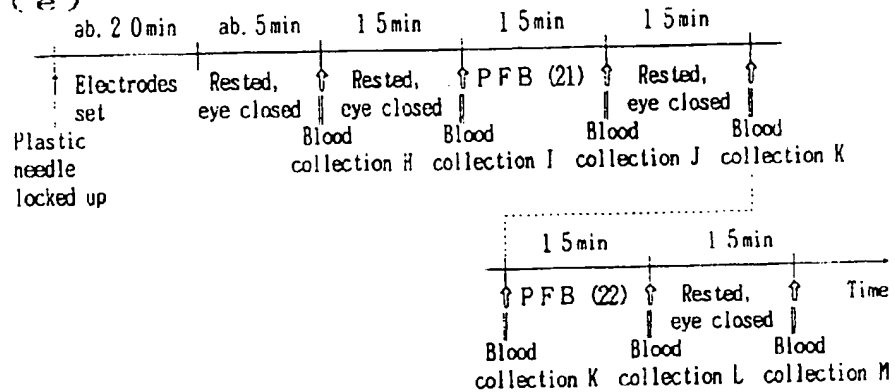 (e)
ab. 20min ab. 5min 15min 15min 15min
Electrodes Rested, Rested, PFB (21) Rested,
set eye closed eye closed eye closed
Plastic Blood Blood Blood Blood
needle collection H collection I collection J collection K
locked up
15min 15min
PFB (22) Rested, Time
eye closed
Blood Blood Blood
collection K collection L collection M